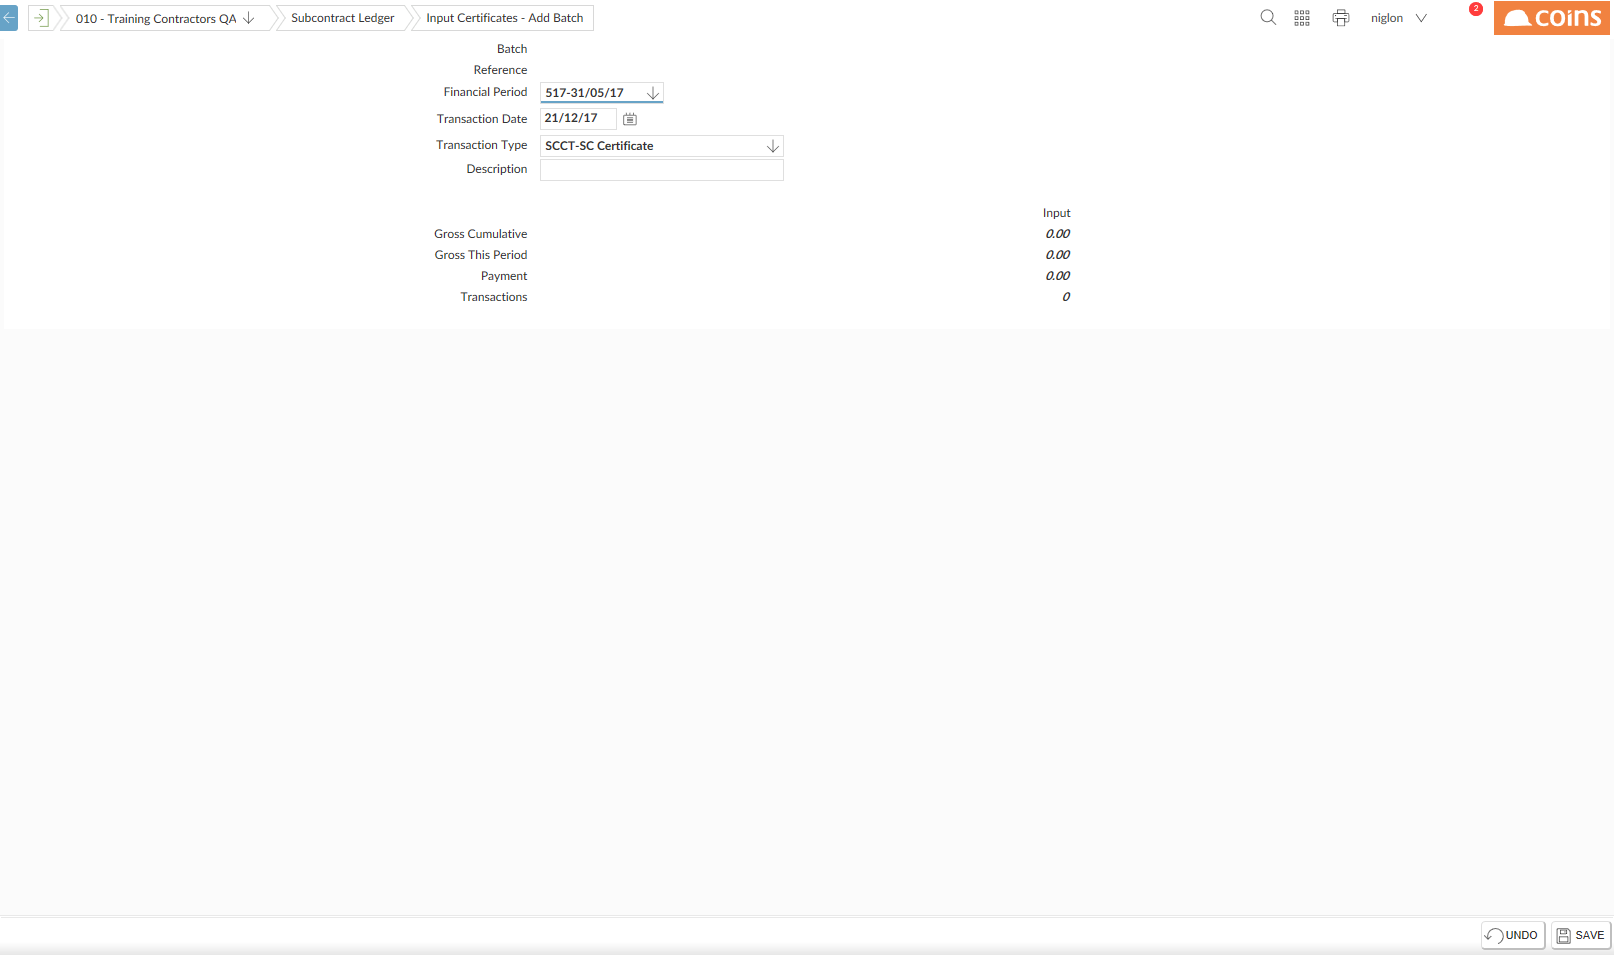 010 - Training Contractors QA
Subcontract Ledger
Input Certificates - Add Batch
niglon
2
coins
Batch
Reference
Financial Period 517-31/05/17
Transaction Date 21/12/17
Transaction Type SCCT-SC Certificate
Description
Input
Gross Cumulative 0.00
Gross This Period 0.00
Payment 0.00
Transactions 0
UNDO
SAVE